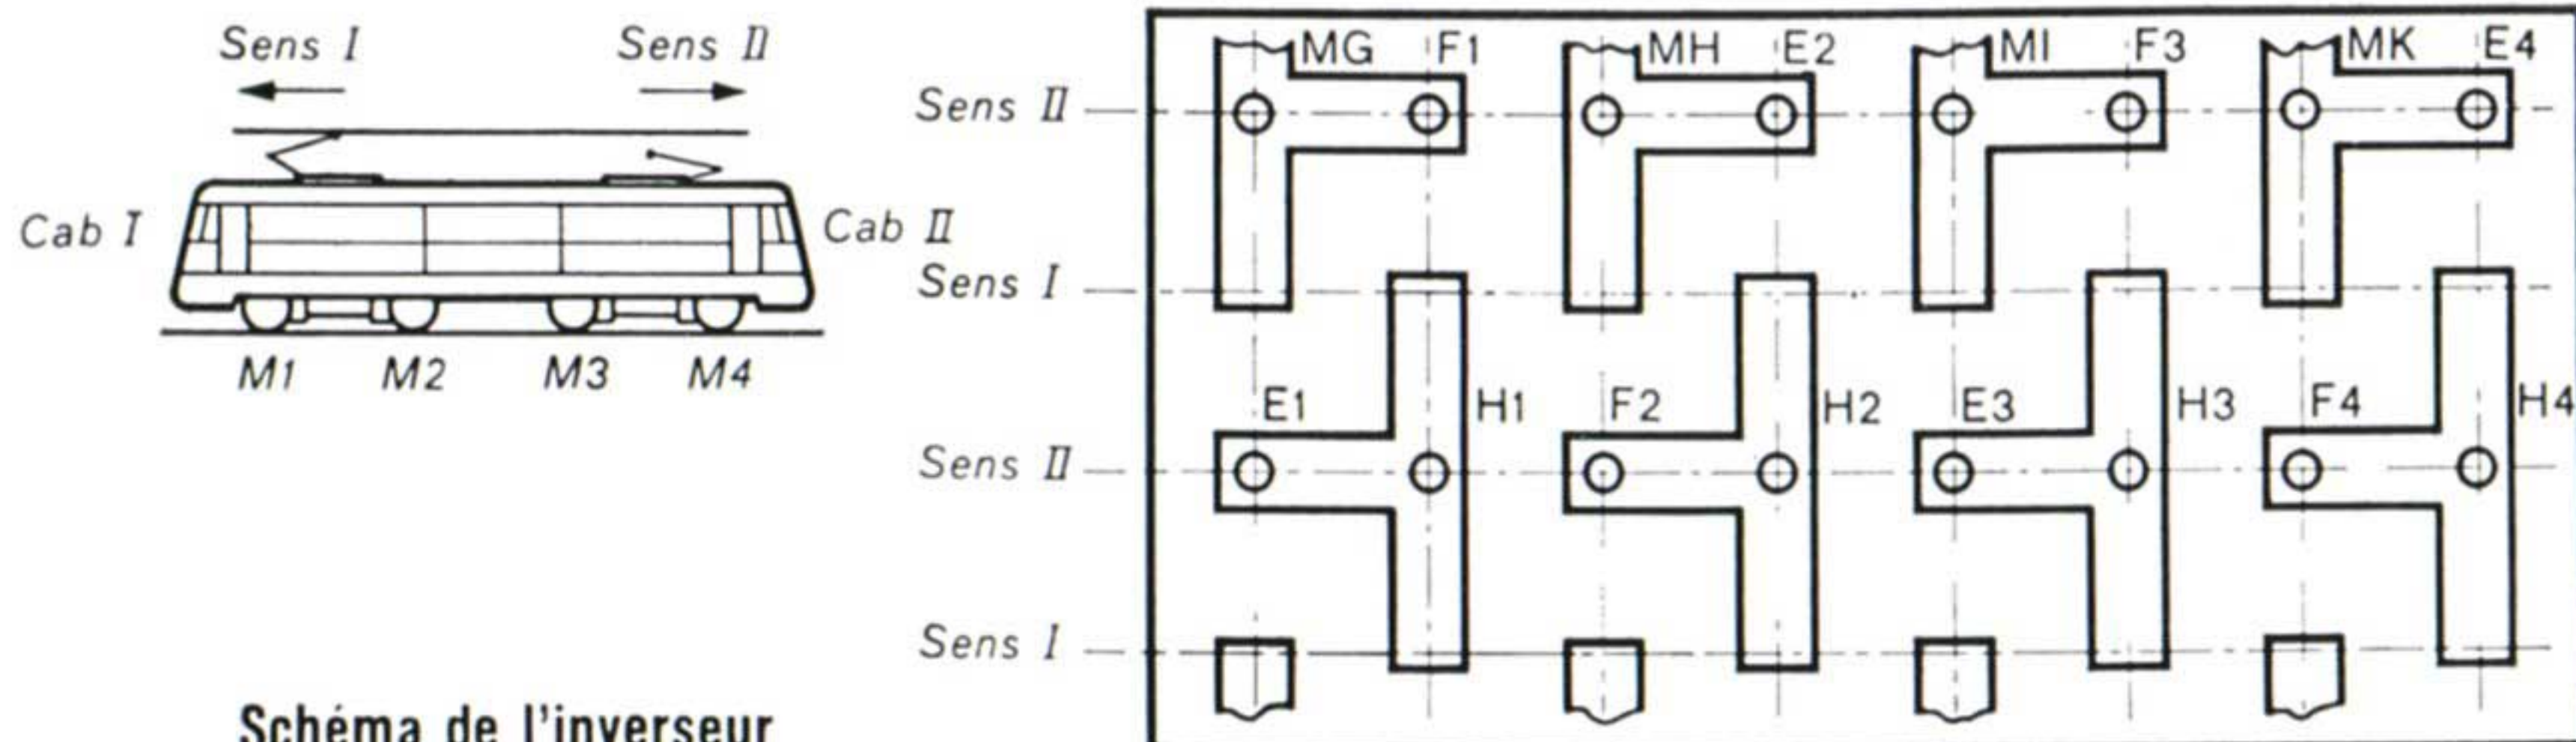 Sens I Sens II
Cab I Cab II
M1 M2 M3 M4
Schéma de l'inverseur
MG F1 MH E2 MI F3 MK E4
Sens II
Sens I
E1 H1 F2 H2 E3 H3 F4 H4
Sens II
Sens I